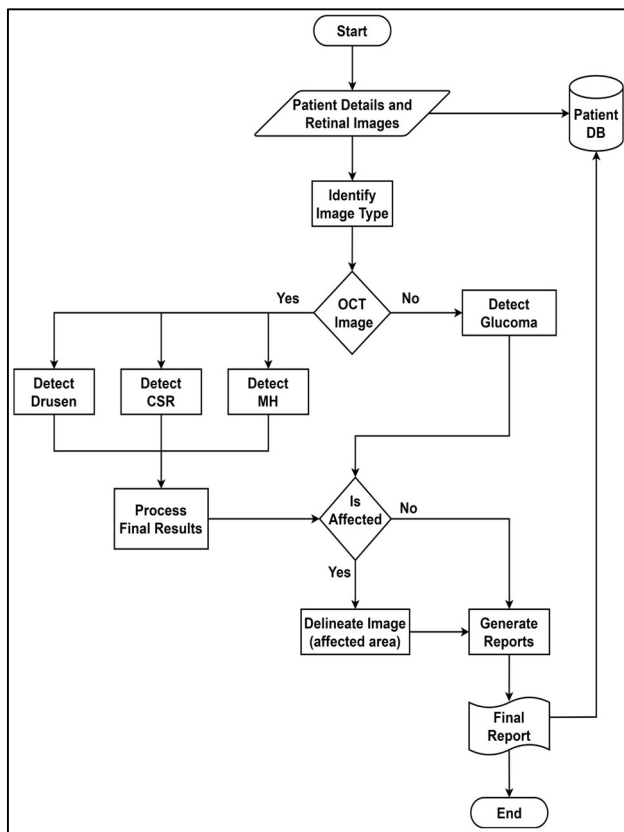 Start
Patient Details and
Retinal Images
Patient
DB
Identify
Image Type
Yes
OCT
Image
No
Detect
Glucoma
Detect
Drusen
Detect
CSR
Detect
MH
Process
Final Results
Is
Affected
No
Yes
Delineate Image
(affected area)
Generate
Reports
Final
Report
End